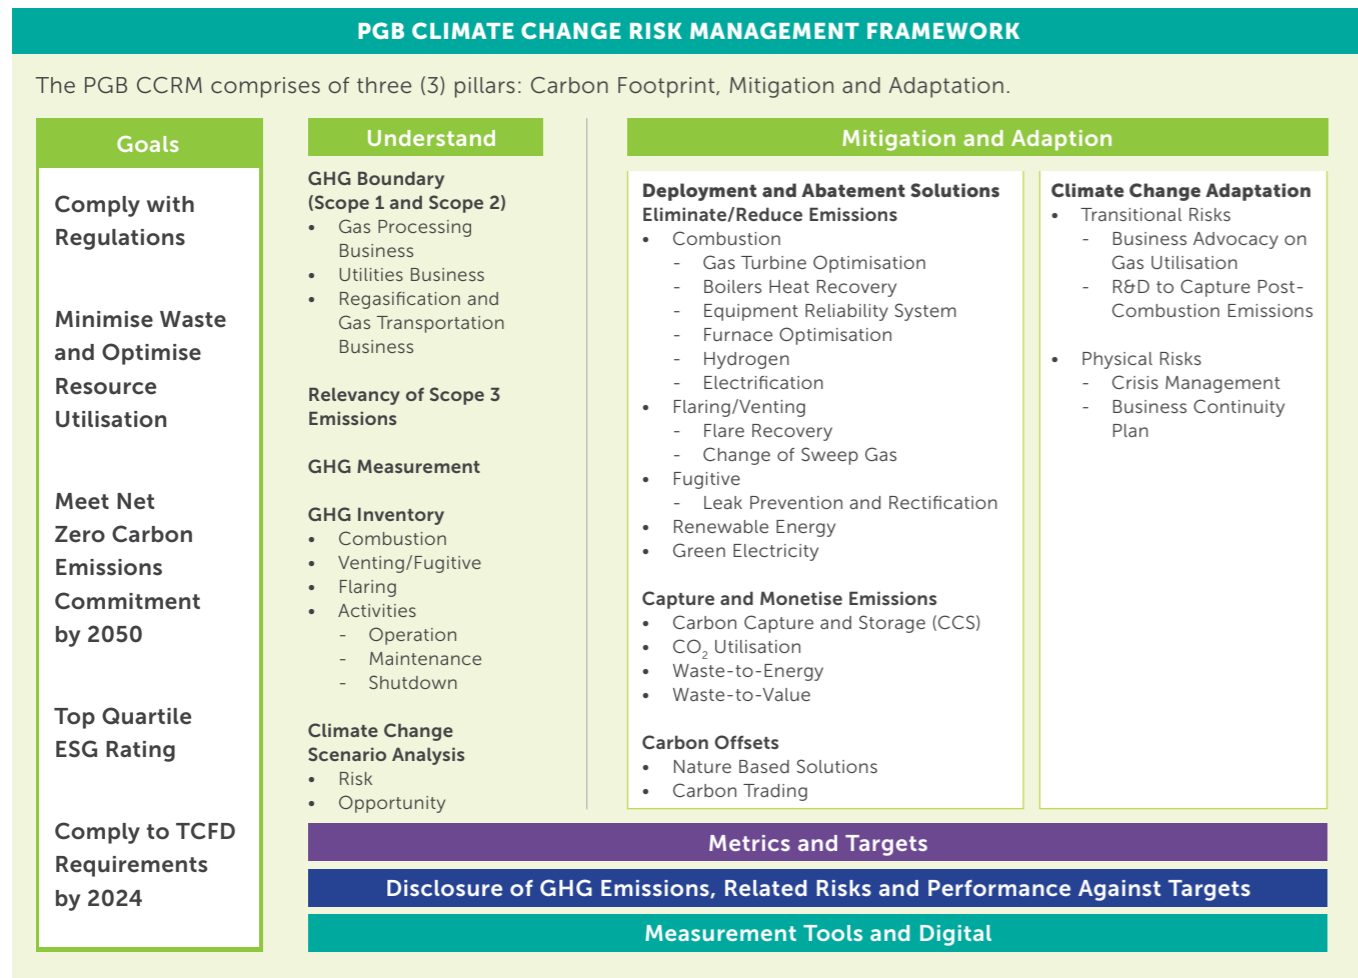 PGB CLIMATE CHANGE RISK MANAGEMENT FRAMEWORK
The PGB CCRM comprises of three (3) pillars: Carbon Footprint, Mitigation and Adaptation.
Goals
Comply with
Regulations
Minimise Waste
and Optimise
Resource
Utilisation
Meet Net
Zero Carbon
Emissions
Commitment
by 2050
Top Quartile
ESG Rating
Comply to TCFD
Requirements
by 2024
Understand
GHG Boundary
(Scope 1 and Scope 2)
• Gas Processing
Business
• Utilities Business
• Regasification and
Gas Transportation
Business
Relevancy of Scope 3
Emissions
GHG Measurement
GHG Inventory
• Combustion
• Venting/Fugitive
• Flaring
• Activities
- Operation
- Maintenance
- Shutdown
Climate Change
Scenario Analysis
• Risk
• Opportunity
Mitigation and Adaption
Deployment and Abatement Solutions
Eliminate/Reduce Emissions
• Combustion
- Gas Turbine Optimisation
- Boilers Heat Recovery
- Equipment Reliability System
- Furnace Optimisation
- Hydrogen
- Electrification
• Flaring/Venting
- Flare Recovery
- Change of Sweep Gas
• Fugitive
- Leak Prevention and Rectification
• Renewable Energy
• Green Electricity
Capture and Monetise Emissions
• Carbon Capture and Storage (CCS)
• CO₂ Utilisation
• Waste-to-Energy
• Waste-to-Value
Carbon Offsets
• Nature Based Solutions
• Carbon Trading
Climate Change Adaptation
• Transitional Risks
- Business Advocacy on
Gas Utilisation
- R&D to Capture Post-
Combustion Emissions
• Physical Risks
- Crisis Management
- Business Continuity
Plan
Metrics and Targets
Disclosure of GHG Emissions, Related Risks and Performance Against Targets
Measurement Tools and Digital